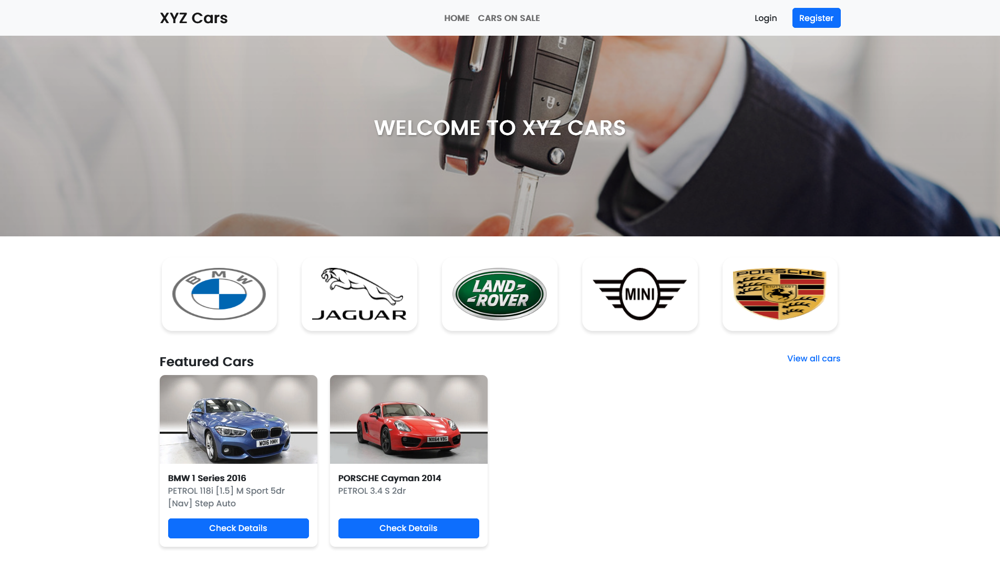 XYZ Cars
HOME CARS ON SALE
Login
Register
WELCOME TO XYZ CARS
BMW
JAGUAR
LAND-
-ROVER
MINI
PORSCHE
STUTTGART
Featured Cars
View all cars
WO16 HMH
NX64 VBG
BMW 1 Series 2016
PETROL 118i [1.5] M Sport 5dr
[Nav] Step Auto
Check Details
PORSCHE Cayman 2014
PETROL 3.4 S 2dr
Check Details